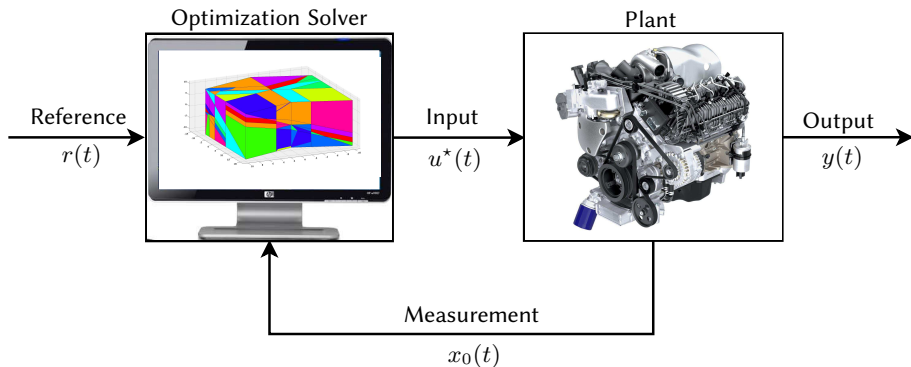 Optimization Solver
Plant
Reference
r(t)
Input
u*(t)
Output
y(t)
Measurement
x₀(t)